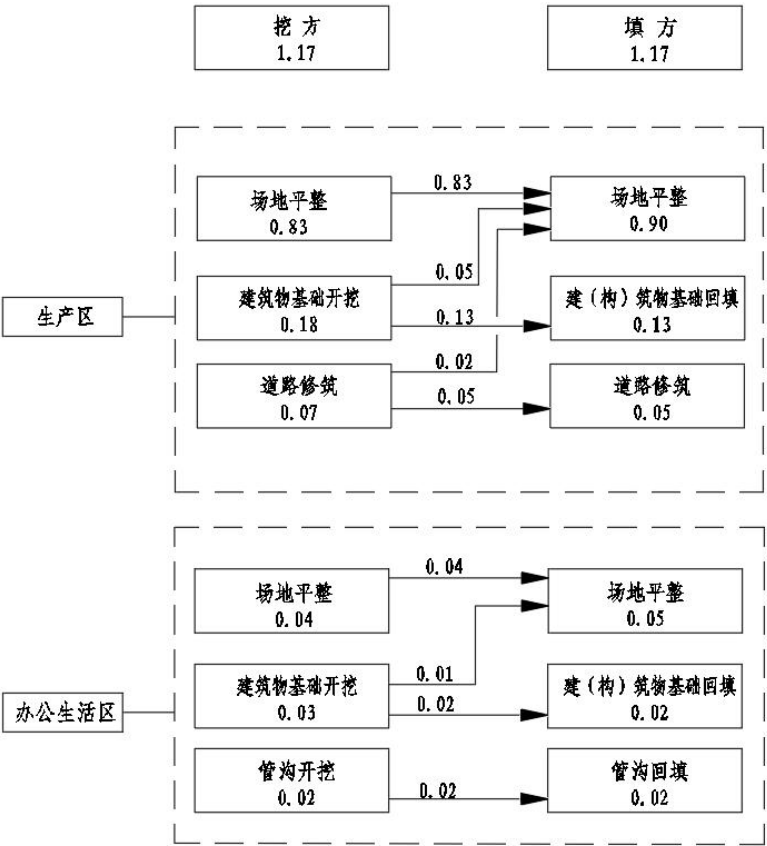 挖方
1.17
填方
1.17
生产区
场地平整
0.83
0.83
场地平整
0.90
建筑物基础开挖
0.18
0.05
0.13
建(构)筑物基础回填
0.13
道路修筑
0.07
0.02
0.05
道路修筑
0.05
办公生活区
场地平整
0.04
0.04
场地平整
0.05
建筑物基础开挖
0.03
0.01
0.02
建(构)筑物基础回填
0.02
管沟开挖
0.02
0.02
管沟回填
0.02